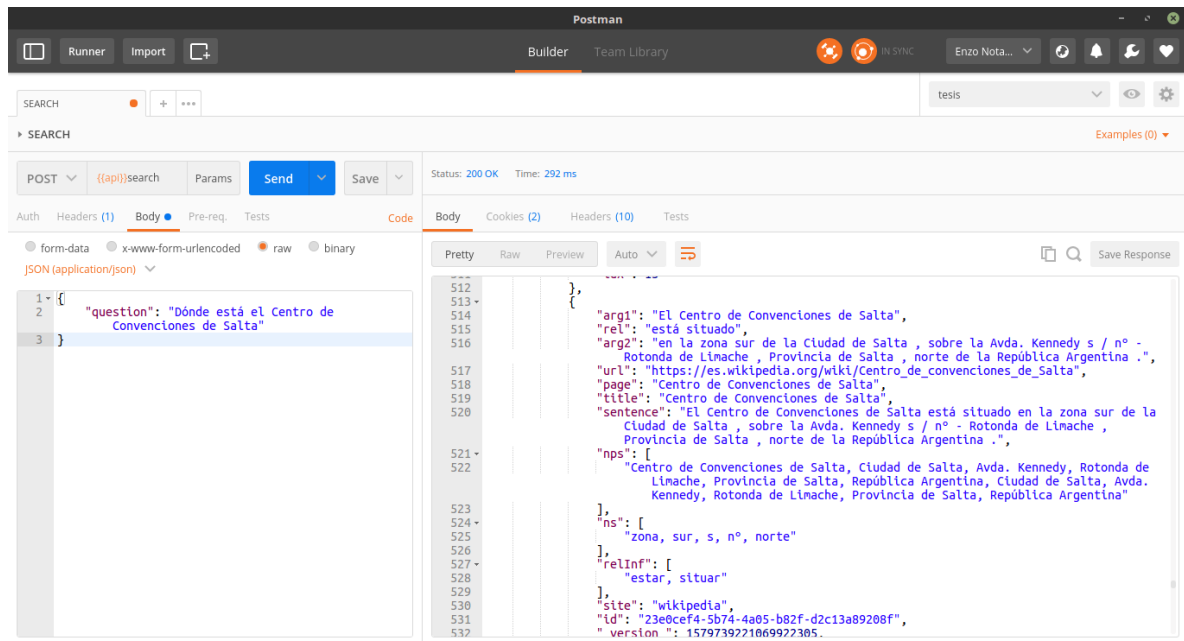 Postman
Runner Import Builder Team Library IN SYNC Enzo Nota...
SEARCH
tesis
SEARCH
Examples (0)
POST {{api}}search Params Send Save
Status: 200 OK Time: 292 ms
Auth Headers (1) Body Pre-req. Tests Code
Body Cookies (2) Headers (10) Tests
form-data x-www-form-urlencoded raw binary
JSON (application/json)
Pretty Raw Preview Auto Save Response
1 {
2 "question": "Dónde está el Centro de
Convenciones de Salta"
3 }
512 },
513 {
514 "arg1": "El Centro de Convenciones de Salta",
515 "rel": "está situado",
516 "arg2": "en la zona sur de la Ciudad de Salta , sobre la Avda. Kennedy s / nº -
Rotonda de Limache , Provincia de Salta , norte de la República Argentina .",
517 "url": "https://es.wikipedia.org/wiki/Centro_de_convenciones_de_Salta",
518 "page": "Centro de Convenciones de Salta",
519 "title": "Centro de Convenciones de Salta",
520 "sentence": "El Centro de Convenciones de Salta está situado en la zona sur de la
Ciudad de Salta , sobre la Avda. Kennedy s / nº - Rotonda de Limache ,
Provincia de Salta , norte de la República Argentina .",
521 "nps": [
522 "Centro de Convenciones de Salta, Ciudad de Salta, Avda. Kennedy, Rotonda de
Limache, Provincia de Salta, República Argentina, Ciudad de Salta, Avda.
Kennedy, Rotonda de Limache, Provincia de Salta, República Argentina"
523 ],
524 "ns": [
525 "zona, sur, s, nº, norte"
526 ],
527 "relInf": [
528 "estar, situar"
529 ],
530 "site": "wikipedia",
531 "id": "23e0cef4-5b74-4a05-b82f-d2c13a89208f",
532 "_version_": 1579739221069922305,